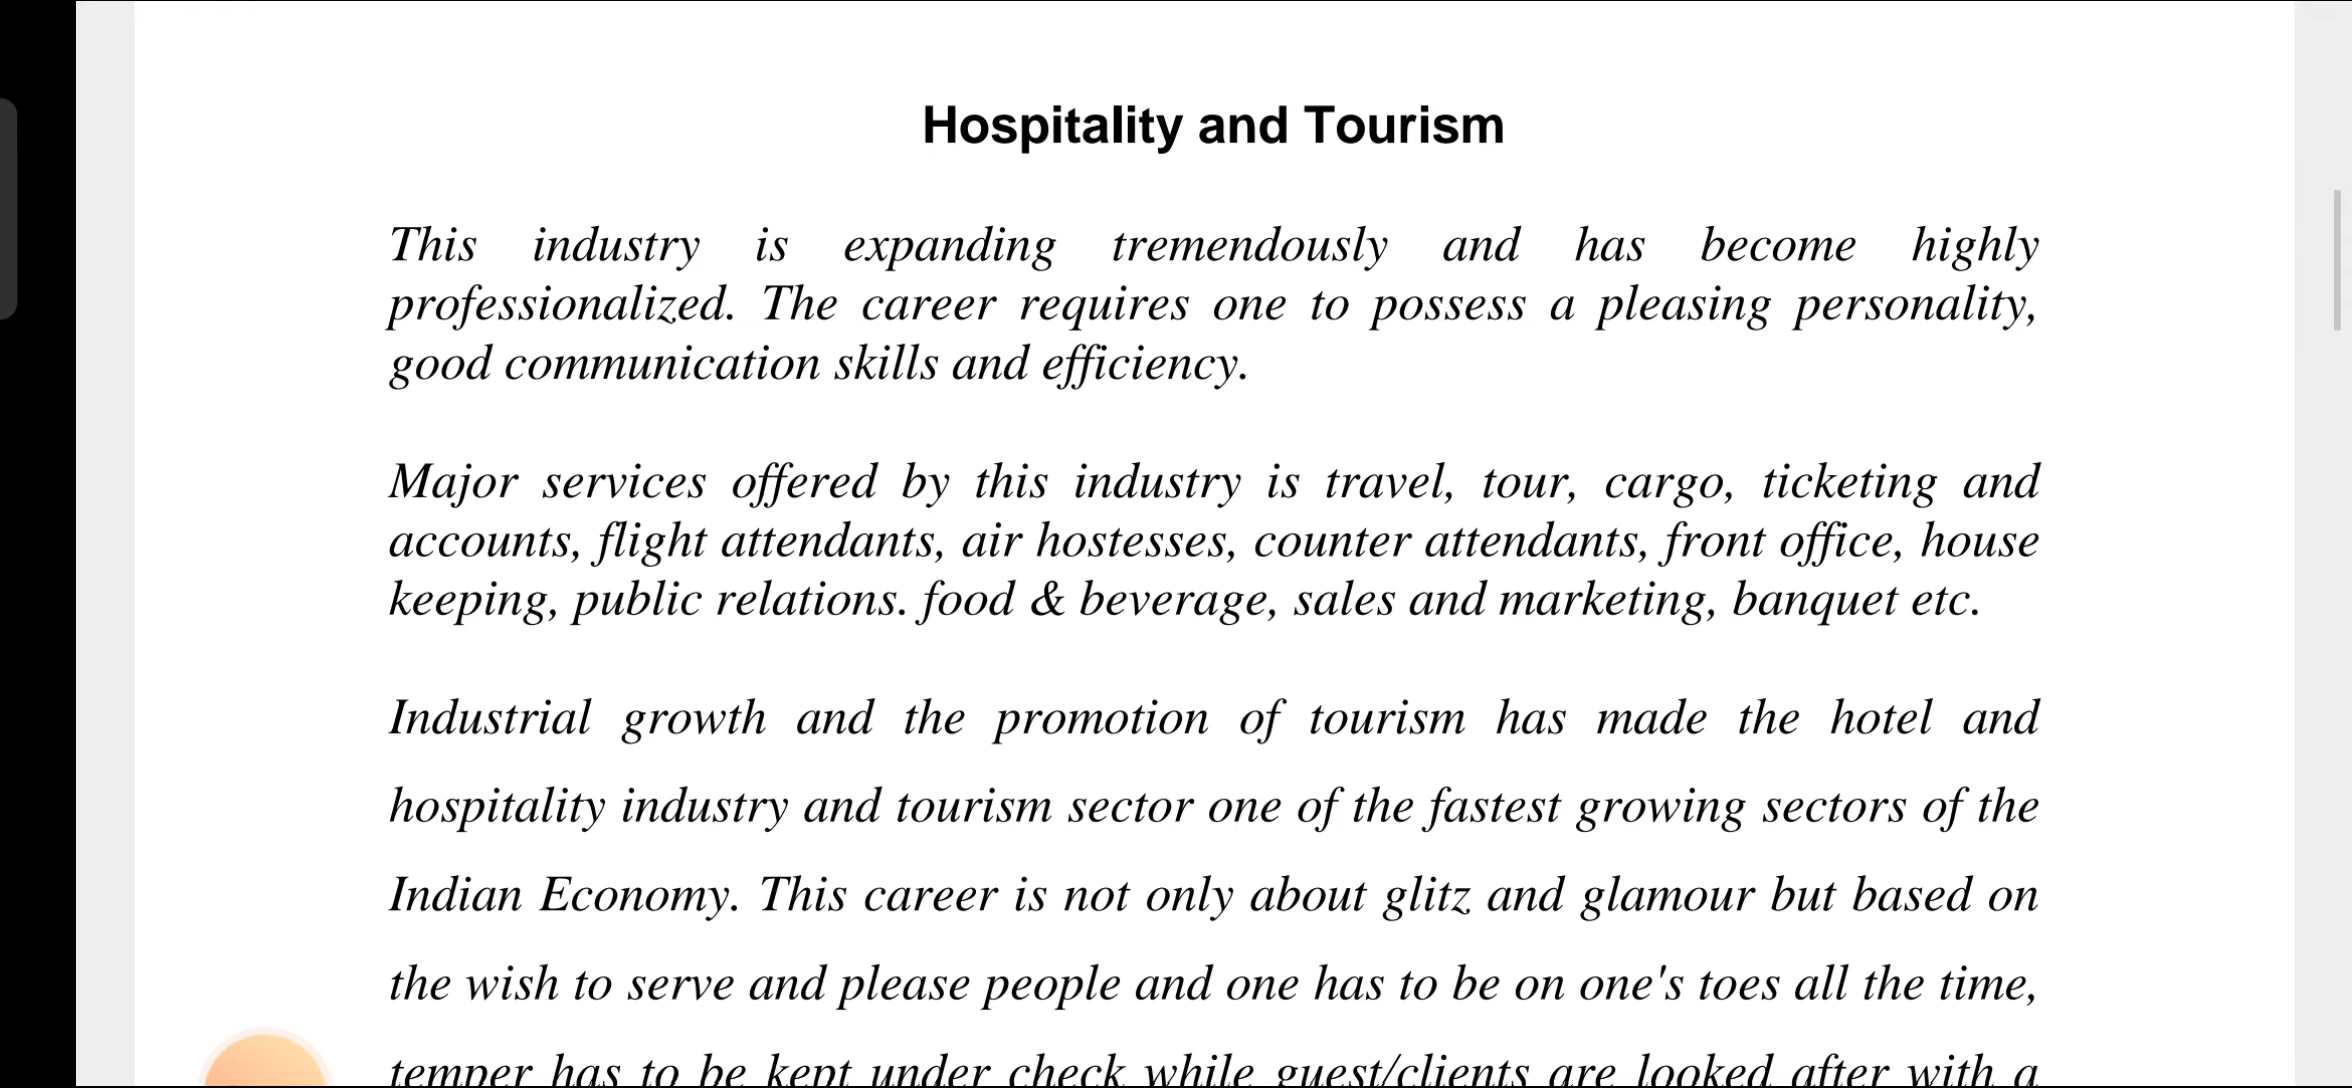 Hospitality and Tourism
This industry is expanding tremendously and has become highly
professionalized. The career requires one to possess a pleasing personality,
good communication skills and efficiency.
Major services offered by this industry is travel, tour, cargo, ticketing and
accounts, flight attendants, air hostesses, counter attendants, front office, house
keeping, public relations. food & beverage, sales and marketing, banquet etc.
Industrial growth and the promotion of tourism has made the hotel and
hospitality industry and tourism sector one of the fastest growing sectors of the
Indian Economy. This career is not only about glitz and glamour but based on
the wish to serve and please people and one has to be on one's toes all the time,
temper has to be kept under check while guest/clients are looked after with a